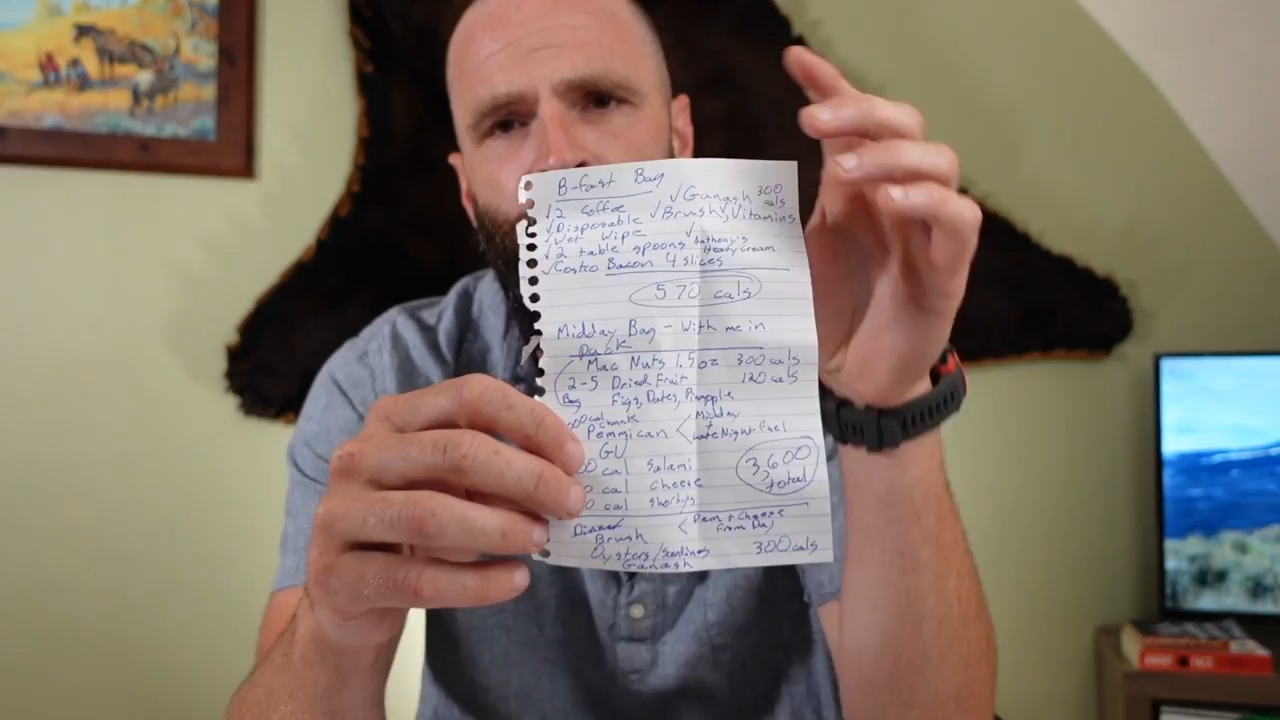 B-fast Bag
✓2 Coffee ✓Ganash 300 cals
✓Disposable ✓Brush, ✓Vitamins
✓Wet Wipe
✓2 table spoons ✓Anthony's Heavy Cream
✓Costco Bacon 4 slices
570 cals
Midday Bag - With me in
pack
Mac Nuts 1.5oz 300 cals
2-5 Dried Fruit 120 cals
Bag Figs, Dates, Pinapple
cal chunk
Pemmican < Midday + Late Night Fuel
GU
cal Salami
cal cheese
cal shortys
3,600 total
Dinner
Brush < Pem + Cheese From Day
Oysters/Sardines 300 cals
Ganash